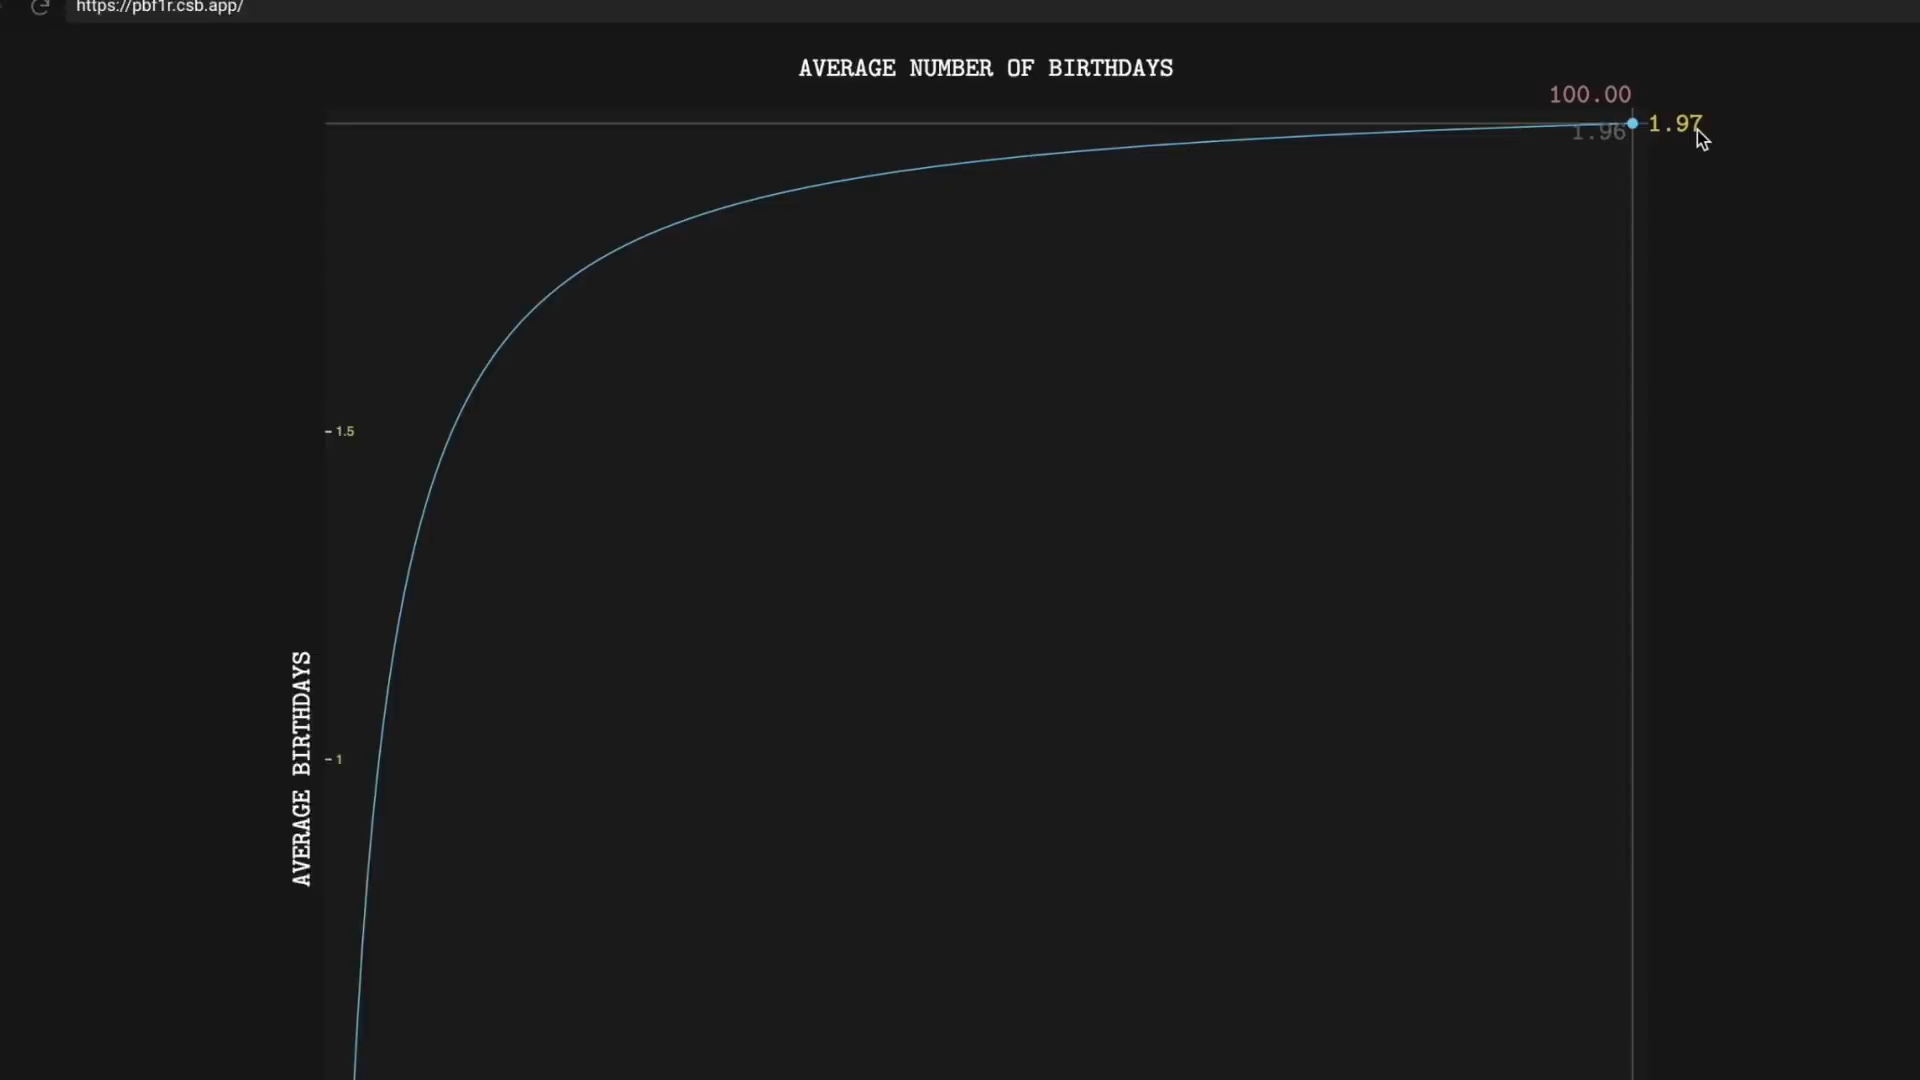 https://pbf1r.csb.app/
AVERAGE NUMBER OF BIRTHDAYS
100.00
1.97
1.96
1.5
1
AVERAGE BIRTHDAYS